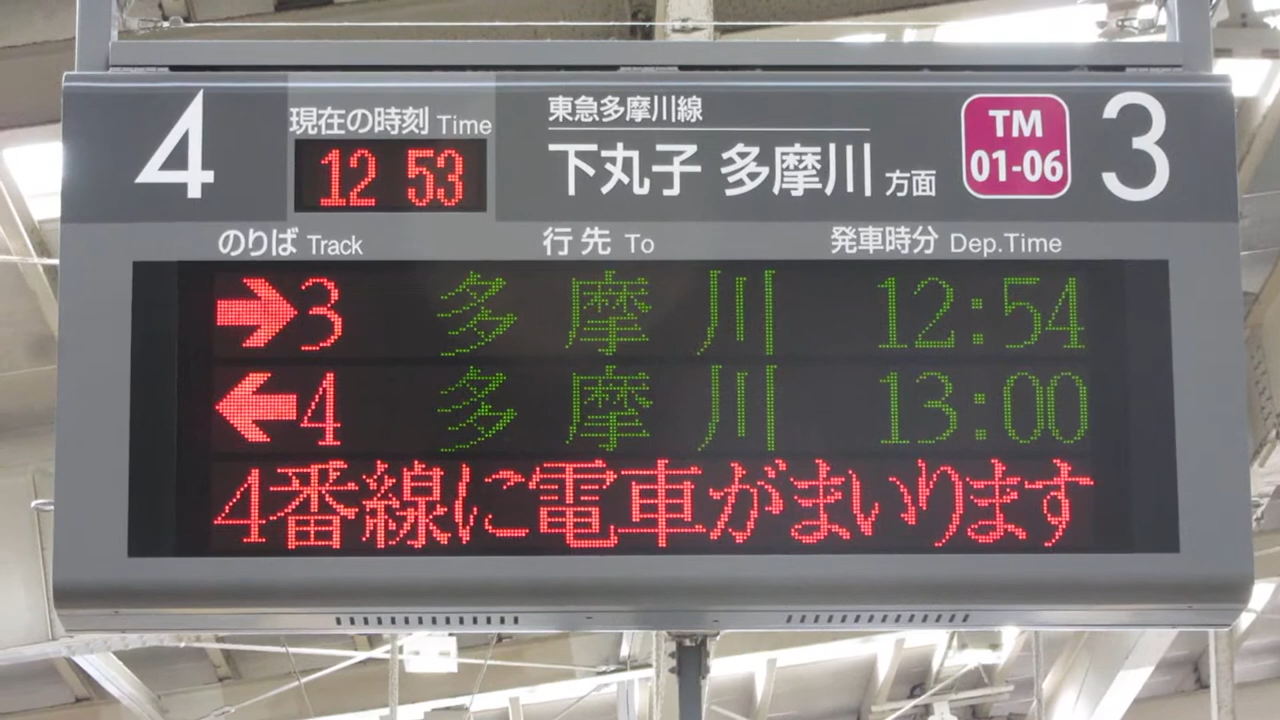 4
現在の時刻 Time
12 53
東急多摩川線
下丸子 多摩川 方面
TM
01-06
3
のりば Track 行先 To 発車時分 Dep.Time
→3 多摩川 12:54
←4 多摩川 13:00
4番線に電車がまいります